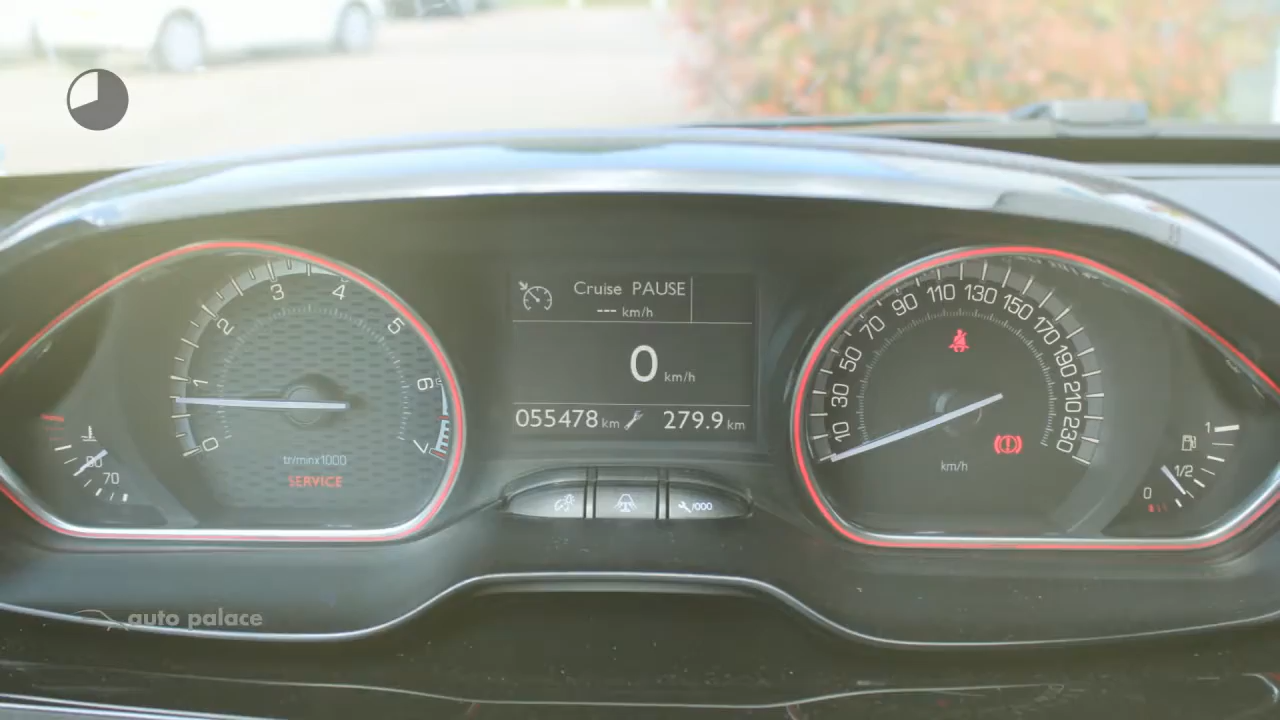 Cruise PAUSE
--- km/h
0 km/h
055478 km 279.9 km
0 1 2 3 4 5 6 7
tr/minx1000
SERVICE
90
70
10 30 50 70 90 110 130 150 170 190 210 230
km/h
1
1/2
0
/000
auto palace